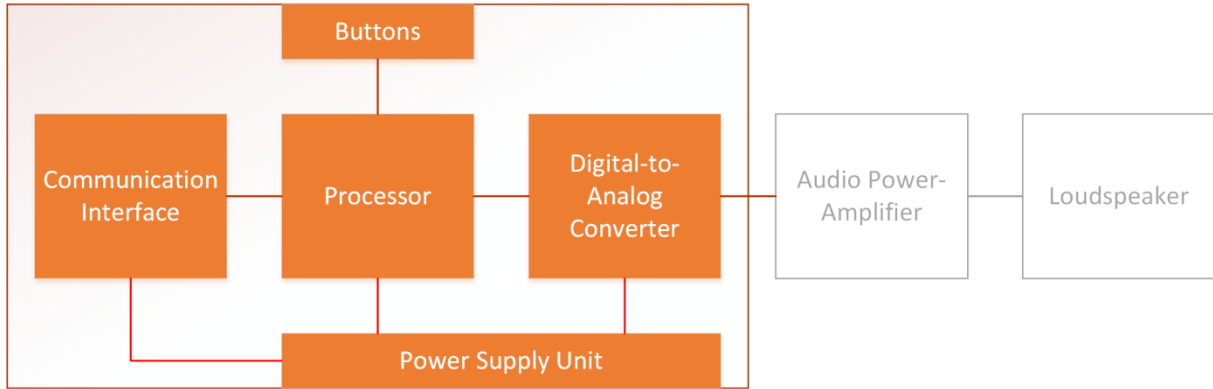 Buttons
Communication
Interface
Processor
Digital-to-
Analog
Converter
Audio Power-
Amplifier
Loudspeaker
Power Supply Unit